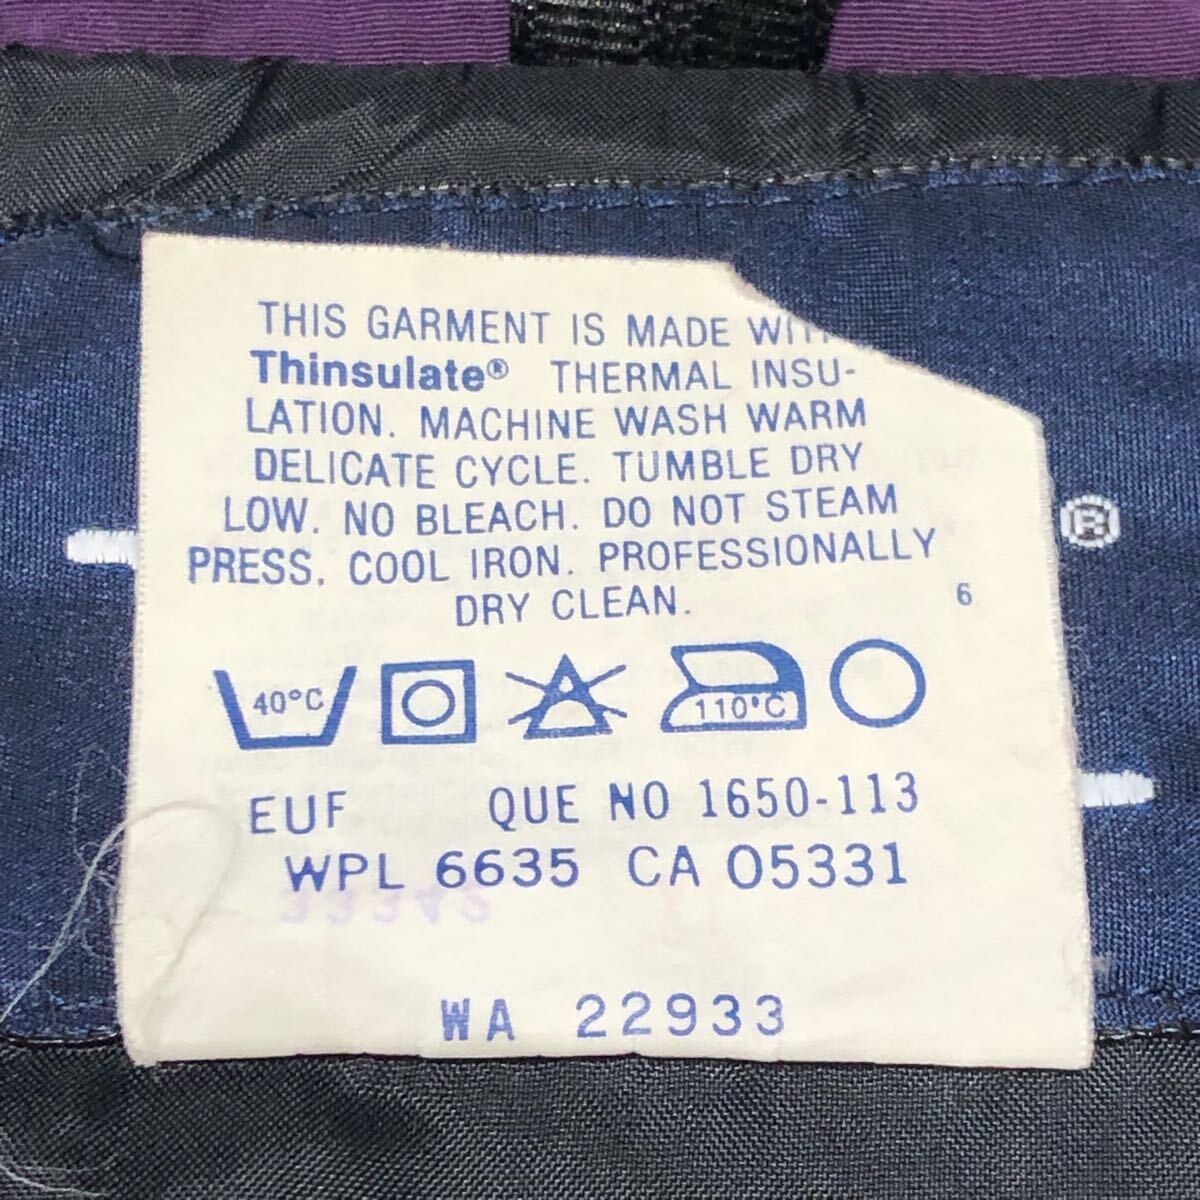 THIS GARMENT IS MADE
Thinsulate® THERMAL INSU-
LATION. MACHINE WASH WARM
DELICATE CYCLE. TUMBLE DRY
LOW. NO BLEACH. DO NOT STEAM
PRESS. COOL IRON. PROFESSIONALLY
DRY CLEAN.
6
®
40°C
110°C
EUF QUE NO 1650-113
WPL 6635 CA 05331
WA 22933